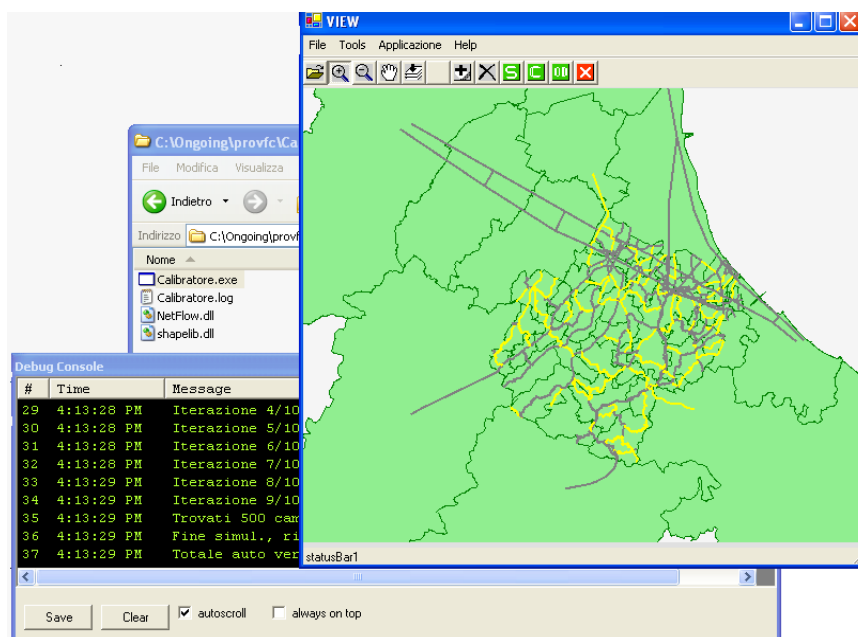 VIEW
File Tools Applicazione Help
S C OD
C:\Ongoing\provfc\Ca
File Modifica Visualizza
Indietro
Indirizzo C:\Ongoing\provf
Nome
Calibratore.exe
Calibratore.log
NetFlow.dll
shapelib.dll
Debug Console
# Time Message
29 4:13:28 PM Iterazione 4/10
30 4:13:28 PM Iterazione 5/10
31 4:13:28 PM Iterazione 6/10
32 4:13:28 PM Iterazione 7/10
33 4:13:29 PM Iterazione 8/10
34 4:13:29 PM Iterazione 9/10
35 4:13:29 PM Trovati 500 cam
36 4:13:29 PM Fine simul., ri
37 4:13:29 PM Totale auto ver
statusBar1
Save Clear autoscroll always on top